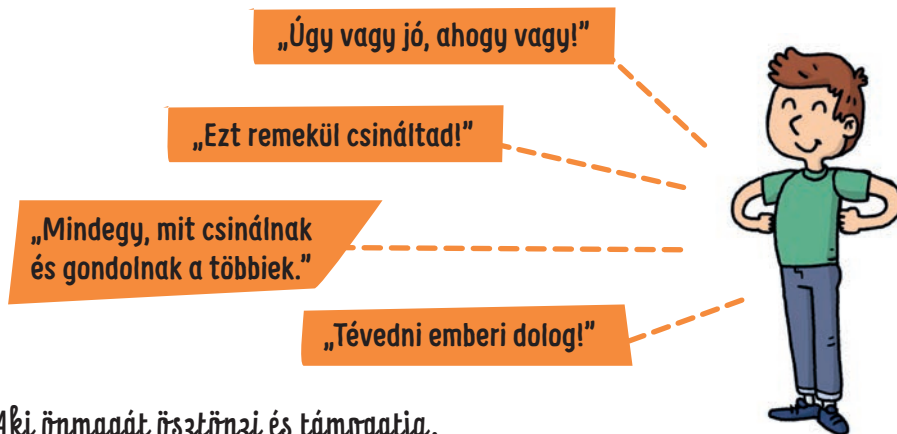 „Úgy vagy jó, ahogy vagy!”
„Ezt remekül csináltad!”
„Mindegy, mit csinálnak
és gondolnak a többiek.”
„Tévedni emberi dolog!”
Aki önmagát ösztönzi és támogatja,